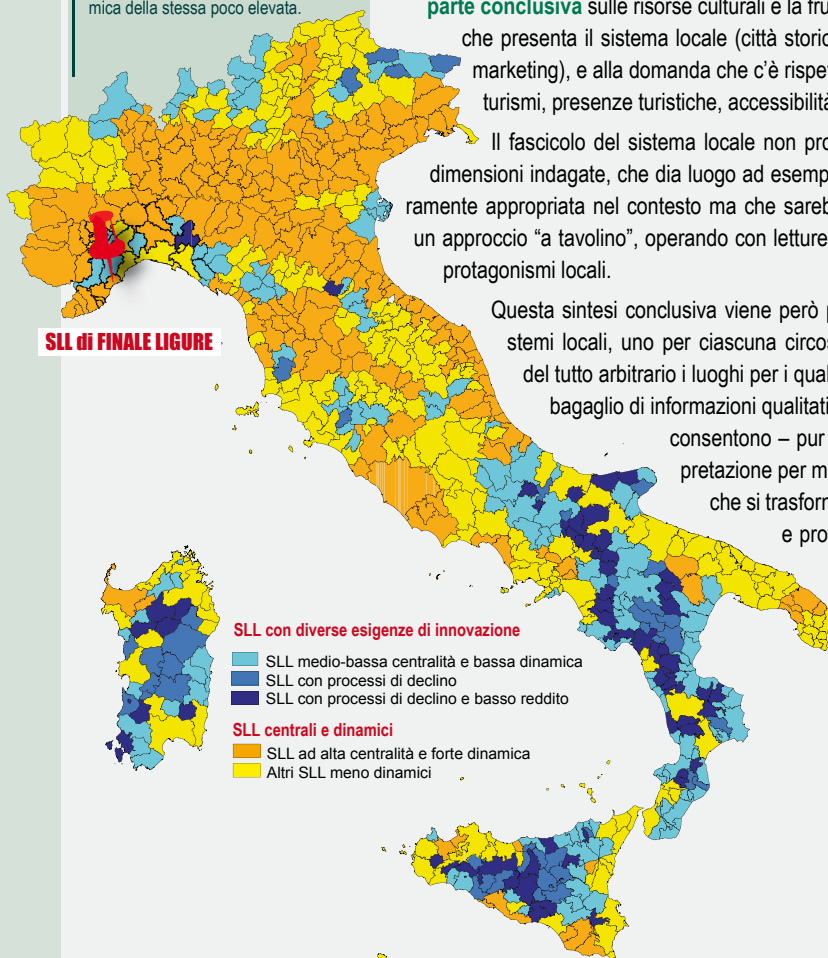 mica della stessa poco elevata.
parte conclusiva sulle risorse culturali e la fru
che presenta il sistema locale (città storic
marketing), e alla domanda che c'è rispe
turismi, presenze turistiche, accessibilità
Il fascicolo del sistema locale non pro
dimensioni indagate, che dia luogo ad esemp
ramente appropriata nel contesto ma che sareb
un approccio "a tavolino", operando con letture
protagonismi locali.
Questa sintesi conclusiva viene però p
stemi locali, uno per ciascuna circos
del tutto arbitrario i luoghi per i qual
bagaglio di informazioni qualitati
consentono – pur
pretazione per m
che si trasforn
e pro
SLL di FINALE LIGURE
SLL con diverse esigenze di innovazione
SLL medio-bassa centralità e bassa dinamica
SLL con processi di declino
SLL con processi di declino e basso reddito
SLL centrali e dinamici
SLL ad alta centralità e forte dinamica
Altri SLL meno dinamici